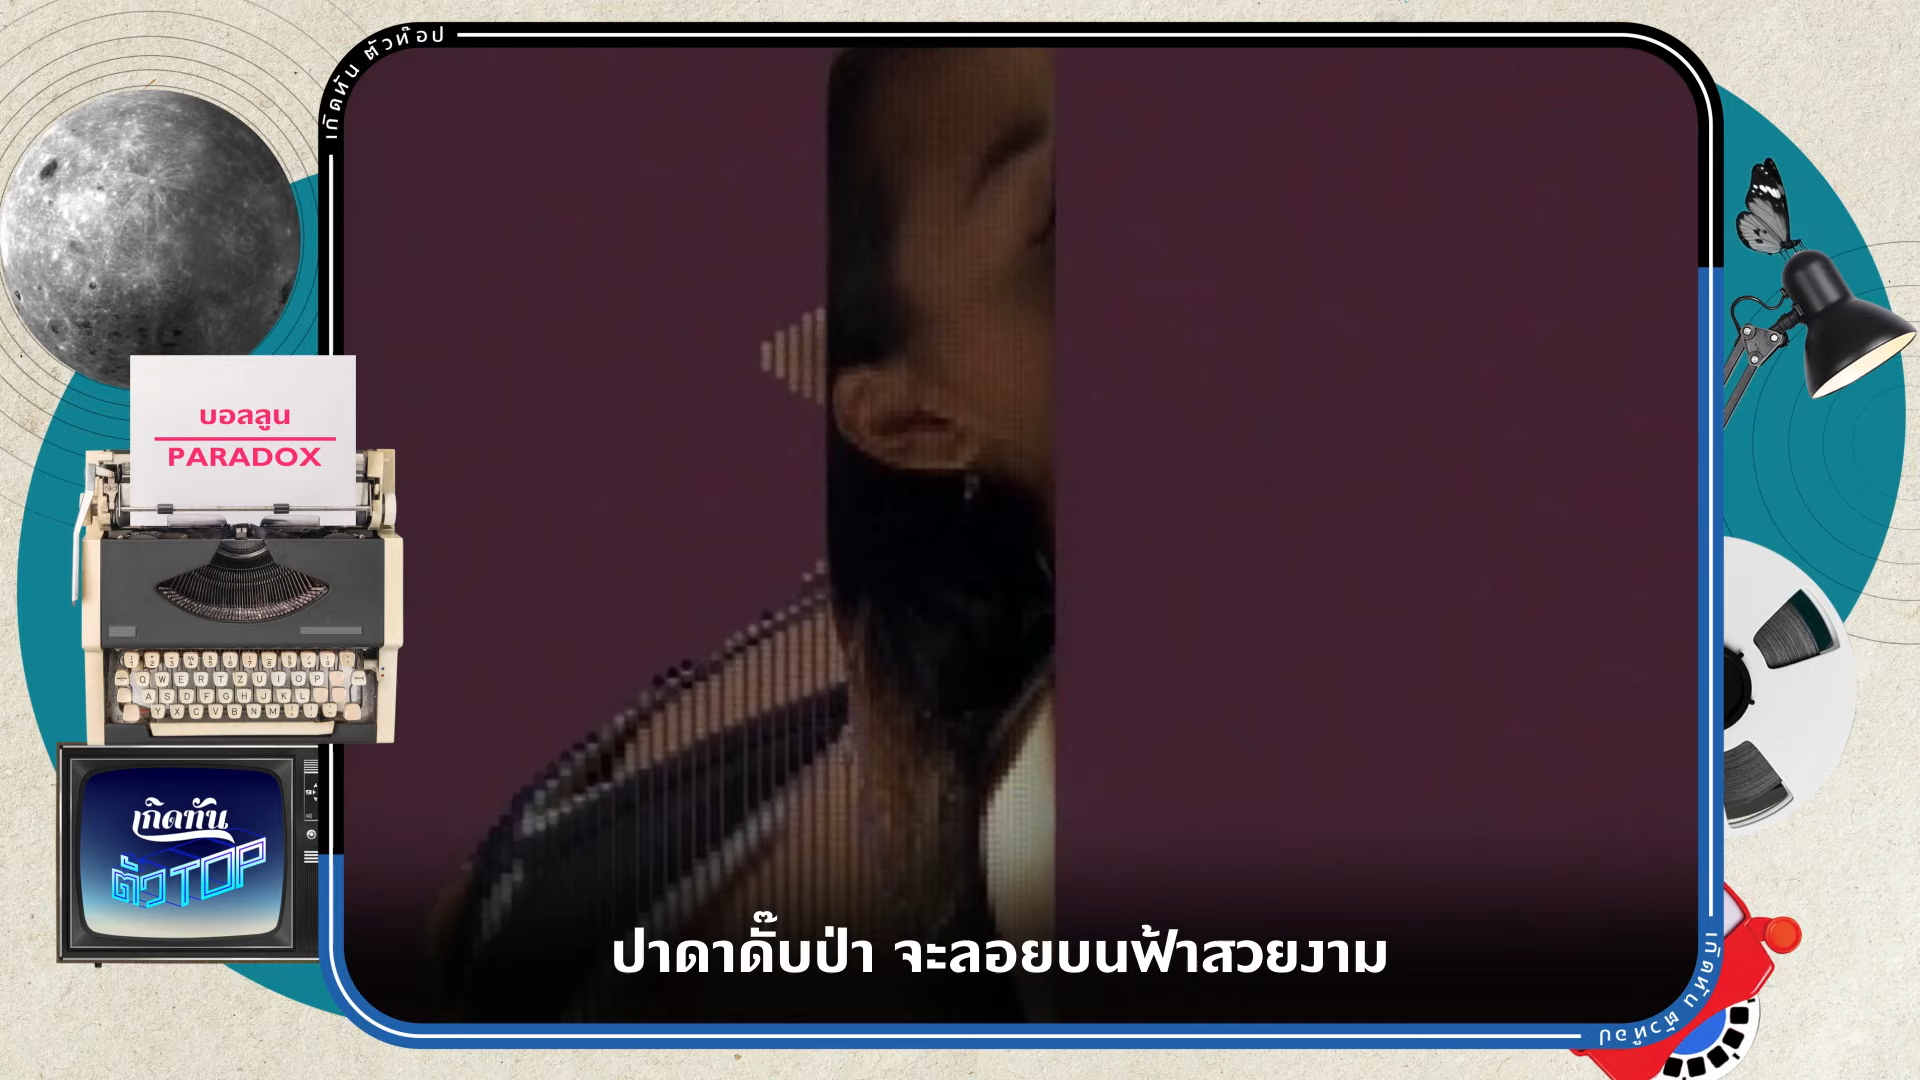 เกิดทัน ตัวท็อป
บอลลูน
PARADOX
Q W E R T Z U I O P
A S D F G H J K L
Y X C V B N M
เกิดทัน
ตัวTOP
ปาดาดั๊บป่า จะลอยบนฟ้าสวยงาม
เกิดทัน ตัวท็อป